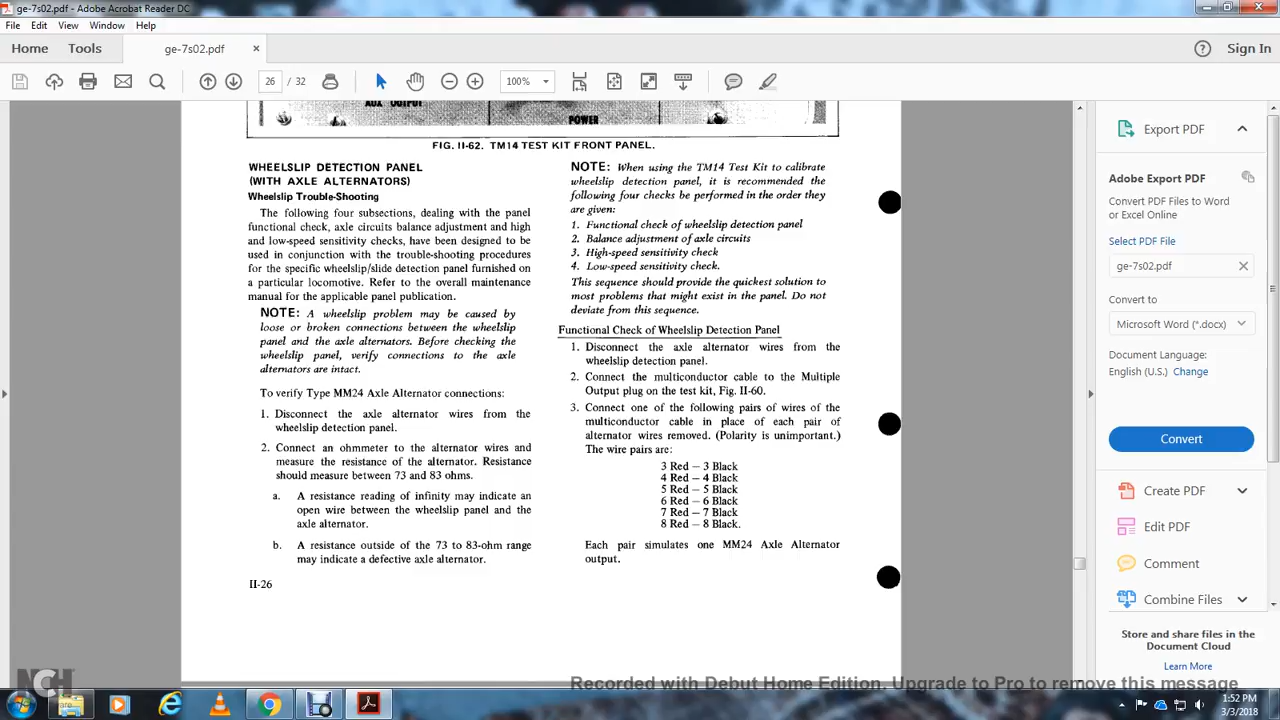 ge-7s02.pdf - Adobe Acrobat Reader DC
File Edit View Window Help
Home Tools ge-7s02.pdf × Sign In
26 / 32 100%
AUX OUTPUT
POWER
FIG. II-62. TM14 TEST KIT FRONT PANEL.
WHEELSLIP DETECTION PANEL
(WITH AXLE ALTERNATORS)
Wheelslip Trouble-Shooting
The following four subsections, dealing with the panel
functional check, axle circuits balance adjustment and high
and low-speed sensitivity checks, have been designed to be
used in conjunction with the trouble-shooting procedures
for the specific wheelslip/slide detection panel furnished on
a particular locomotive. Refer to the overall maintenance
manual for the applicable panel publication.
NOTE: A wheelslip problem may be caused by
loose or broken connections between the wheelslip
panel and the axle alternators. Before checking the
wheelslip panel, verify connections to the axle
alternators are intact.
To verify Type MM24 Axle Alternator connections:
1. Disconnect the axle alternator wires from the
wheelslip detection panel.
2. Connect an ohmmeter to the alternator wires and
measure the resistance of the alternator. Resistance
should measure between 73 and 83 ohms.
a. A resistance reading of infinity may indicate an
open wire between the wheelslip panel and the
axle alternator.
b. A resistance outside of the 73 to 83-ohm range
may indicate a defective axle alternator.
II-26
NOTE: When using the TM14 Test Kit to calibrate
wheelslip detection panel, it is recommended the
following four checks be performed in the order they
are given:
1. Functional check of wheelslip detection panel
2. Balance adjustment of axle circuits
3. High-speed sensitivity check
4. Low-speed sensitivity check.
This sequence should provide the quickest solution to
most problems that might exist in the panel. Do not
deviate from this sequence.
Functional Check of Wheelslip Detection Panel
1. Disconnect the axle alternator wires from the
wheelslip detection panel.
2. Connect the multiconductor cable to the Multiple
Output plug on the test kit, Fig. II-60.
3. Connect one of the following pairs of wires of the
multiconductor cable in place of each pair of
alternator wires removed. (Polarity is unimportant.)
The wire pairs are:
3 Red – 3 Black
4 Red – 4 Black
5 Red – 5 Black
6 Red – 6 Black
7 Red – 7 Black
8 Red – 8 Black.
Each pair simulates one MM24 Axle Alternator
output.
Export PDF
Adobe Export PDF
Convert PDF Files to Word
or Excel Online
Select PDF File
ge-7s02.pdf
Convert to
Microsoft Word (*.docx)
Document Language:
English (U.S.) Change
Convert
Create PDF
Edit PDF
Comment
Combine Files
Store and share files in the
Document Cloud
Learn More
NCH
Recorded with Debut Home Edition. Upgrade to Pro to remove this message
1:52 PM
3/3/2018